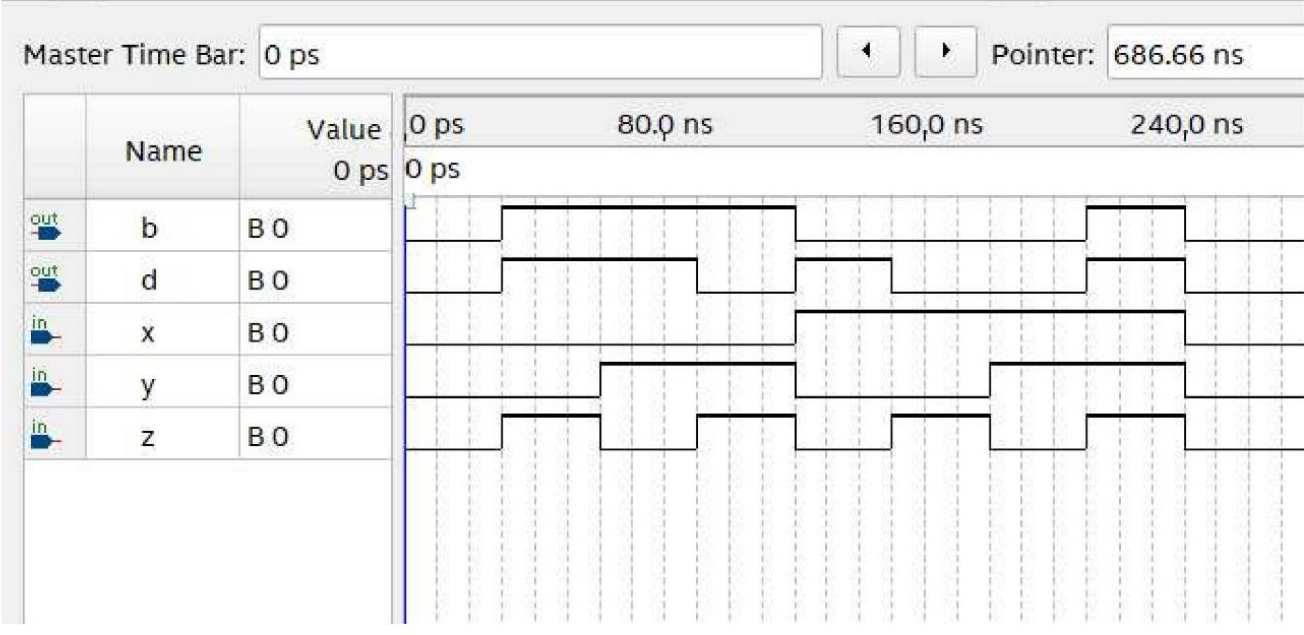 Master Time Bar: 0 ps Pointer: 686.66 ns
Name Value 0 ps
0 ps 80.0 ns 160.0 ns 240.0 ns
0 ps
out b B 0
out d B 0
in x B 0
in y B 0
in z B 0